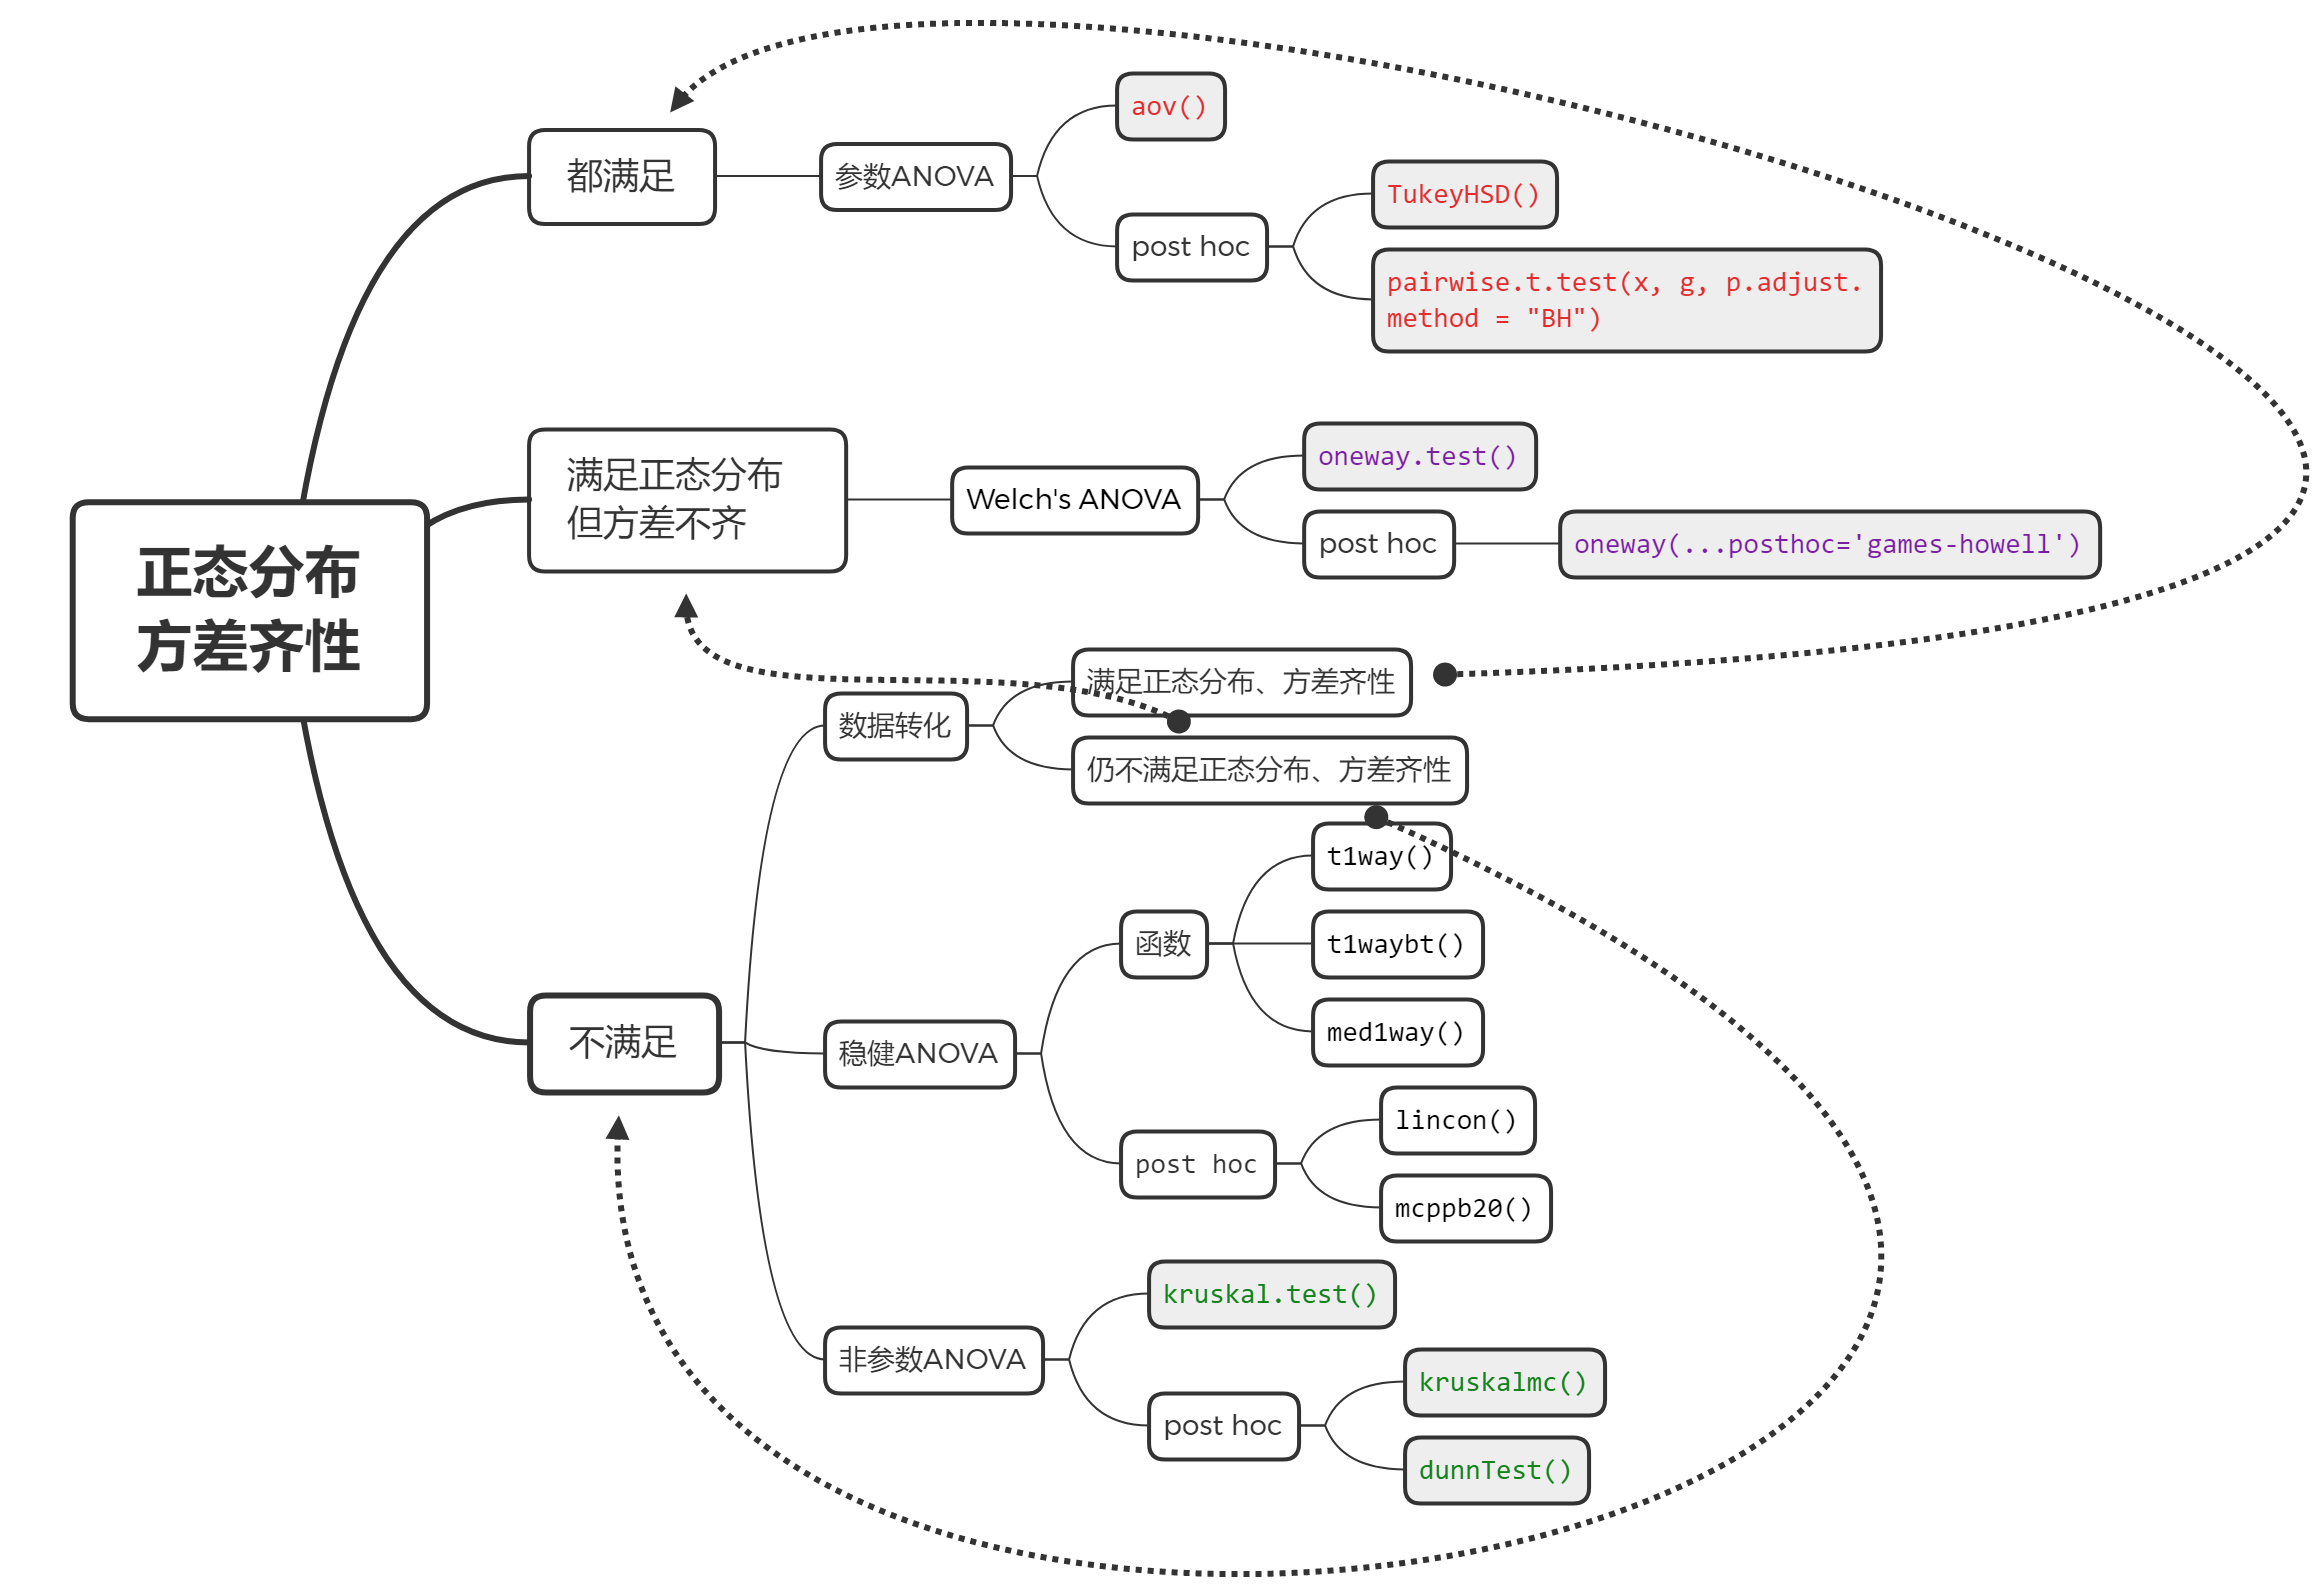 正态分布
方差齐性
都满足
参数ANOVA
aov()
post hoc
TukeyHSD()
pairwise.t.test(x, g, p.adjust.
method = "BH")
满足正态分布
但方差不齐
Welch's ANOVA
oneway.test()
post hoc
oneway(...posthoc='games-howell')
不满足
数据转化
满足正态分布、方差齐性
仍不满足正态分布、方差齐性
稳健ANOVA
函数
t1way()
t1waybt()
med1way()
post hoc
lincon()
mcppb20()
非参数ANOVA
kruskal.test()
post hoc
kruskalmc()
dunnTest()